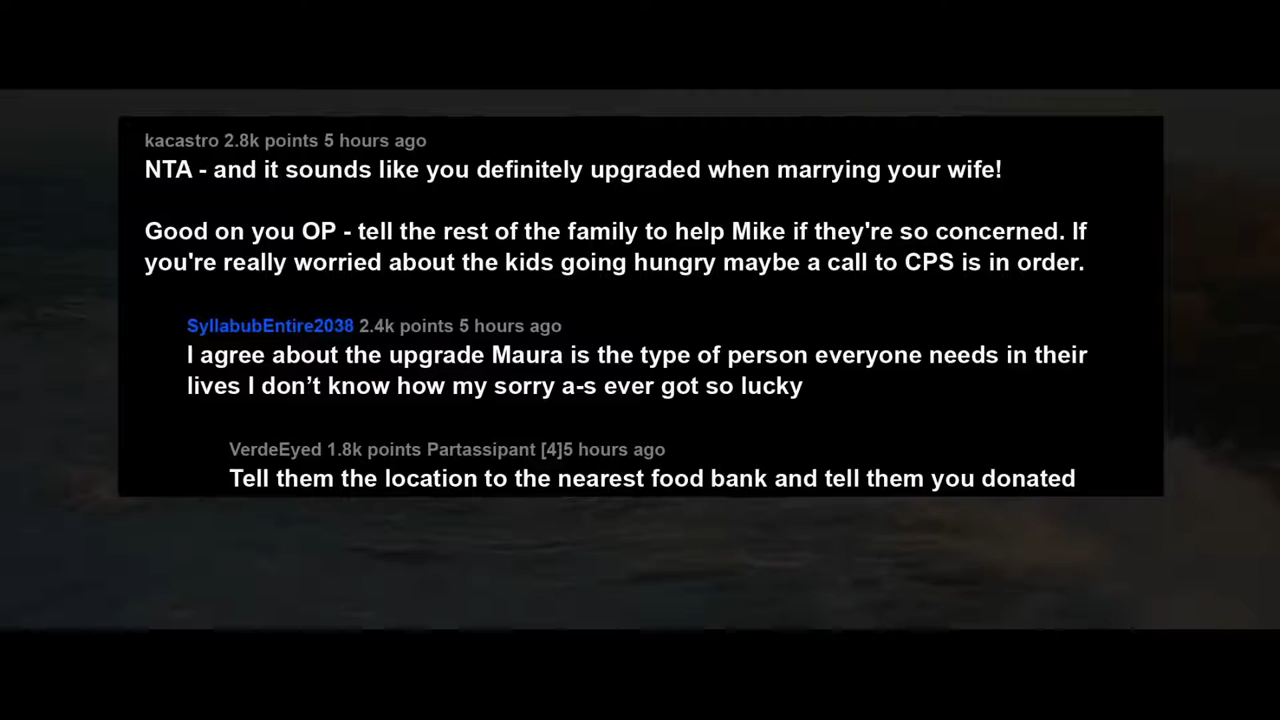 kacastro 2.8k points 5 hours ago
NTA - and it sounds like you definitely upgraded when marrying your wife!
Good on you OP - tell the rest of the family to help Mike if they're so concerned. If
you're really worried about the kids going hungry maybe a call to CPS is in order.
SyllabubEntire2038 2.4k points 5 hours ago
I agree about the upgrade Maura is the type of person everyone needs in their
lives I don’t know how my sorry a-s ever got so lucky
VerdeEyed 1.8k points Partassipant [4]5 hours ago
Tell them the location to the nearest food bank and tell them you donated